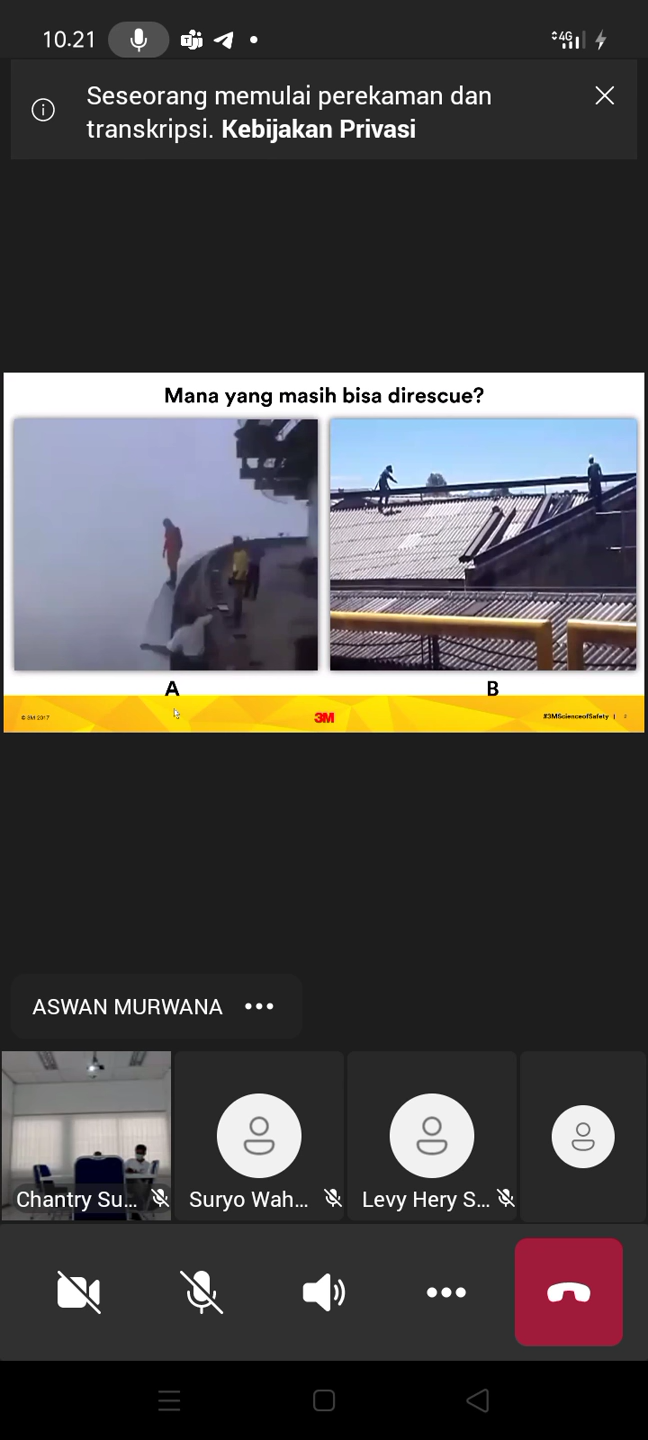 10.21
4G
Seseorang memulai perekaman dan
transkripsi. Kebijakan Privasi
Mana yang masih bisa direscue?
A
B
© 3M 2017
3M
#3MScienceofSafety |
ASWAN MURWANA
Chantry Su...
Suryo Wah...
Levy Hery S...